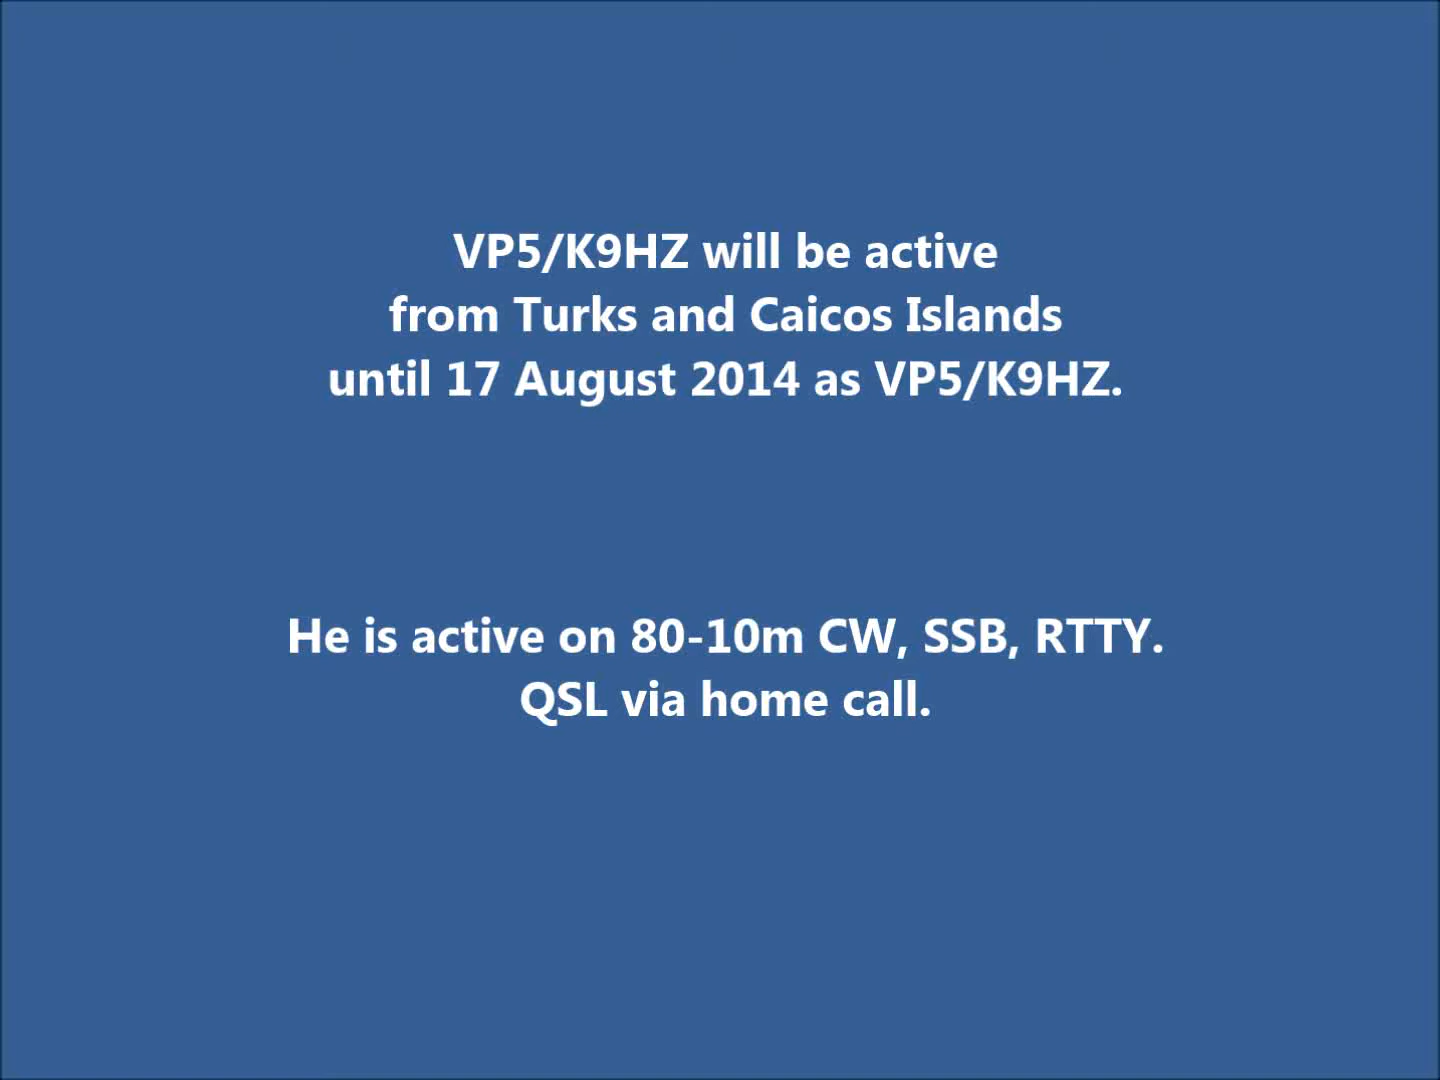 VP5/K9HZ will be active
from Turks and Caicos Islands
until 17 August 2014 as VP5/K9HZ.
He is active on 80-10m CW, SSB, RTTY.
QSL via home call.